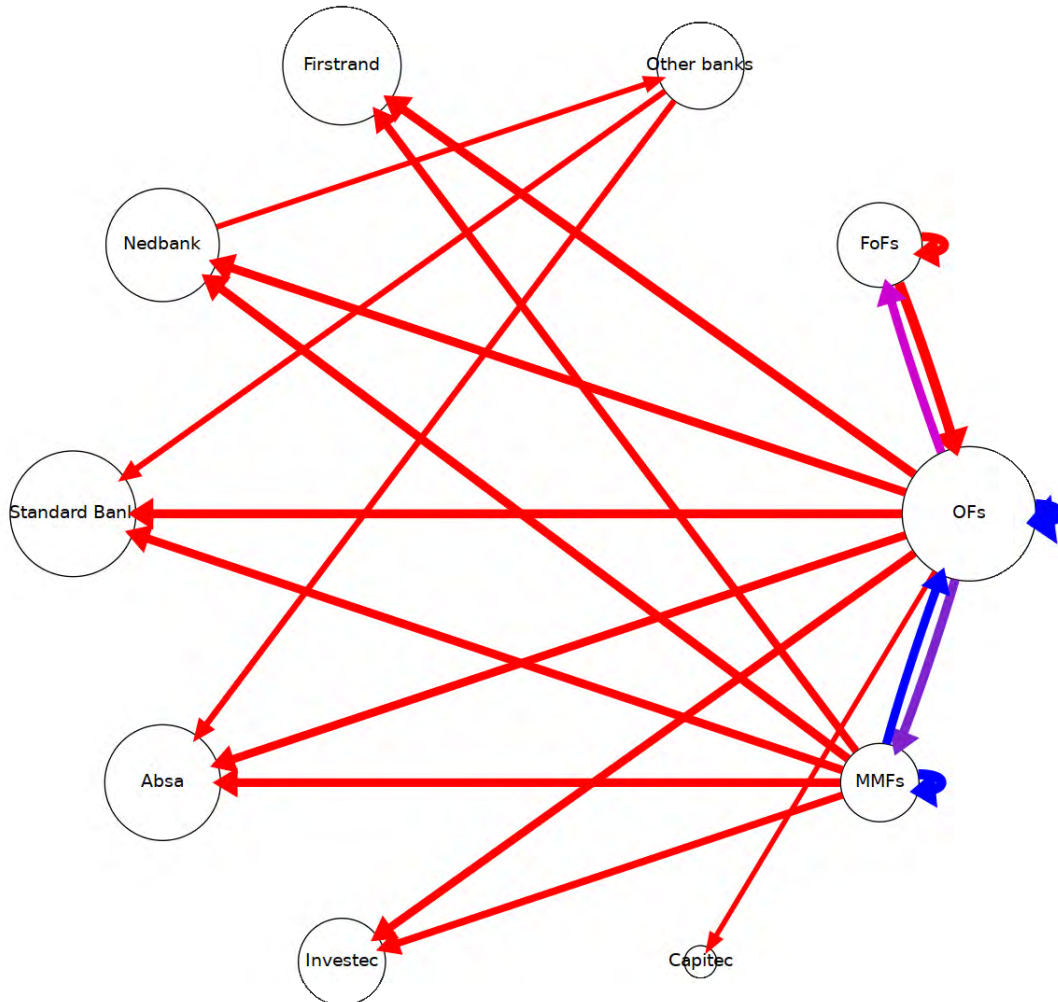 Firstrand
Other banks
Nedbank
FoFs
Standard Bank
OFs
Absa
MMFs
Investec
Capitec